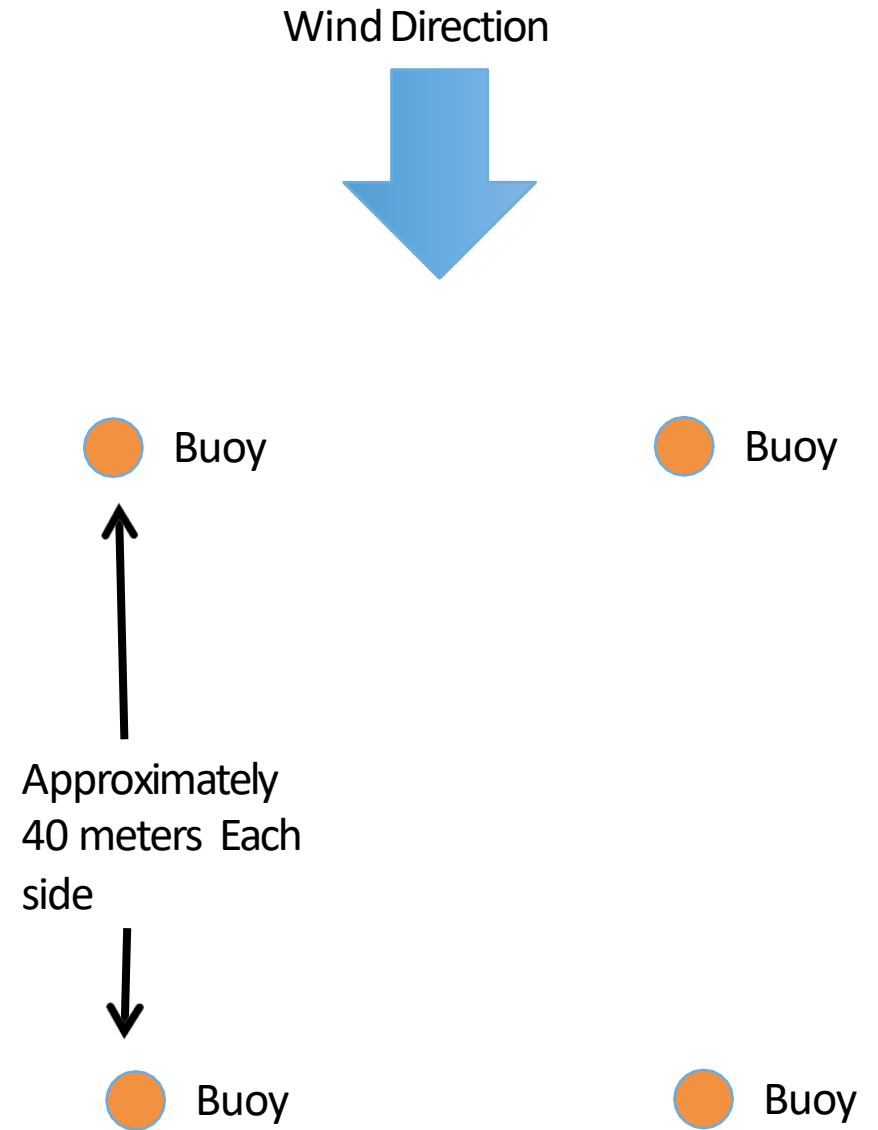 Wind Direction
Buoy
Buoy
Approximately
40 meters Each
side
Buoy
Buoy